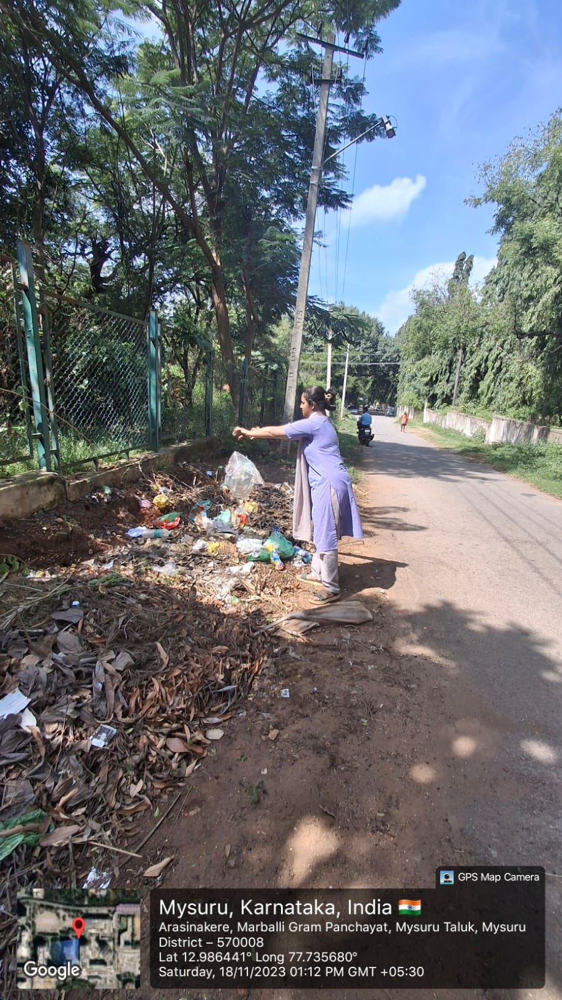 GPS Map Camera
Mysuru, Karnataka, India 🇮🇳
Arasinakere, Marballi Gram Panchayat, Mysuru Taluk, Mysuru
District – 570008
Lat 12.986441° Long 77.735680°
Saturday, 18/11/2023 01:12 PM GMT +05:30
Google